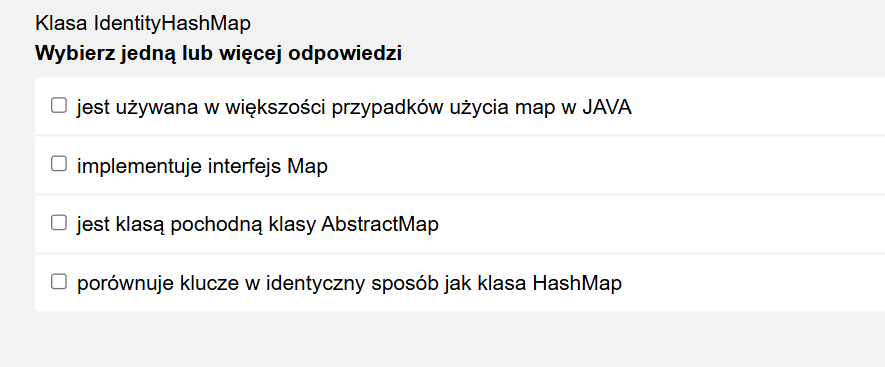 Klasa IdentityHashMap
Wybierz jedną lub więcej odpowiedzi
jest używana w większości przypadków użycia map w JAVA
implementuje interfejs Map
jest klasą pochodną klasy AbstractMap
porównuje klucze w identyczny sposób jak klasa HashMap